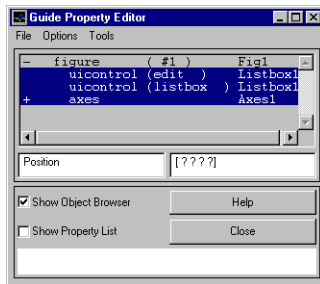 Guide Property Editor
File Options Tools
- figure ( #1 ) Fig1
uicontrol (edit ) Listbox1
uicontrol (listbox ) Listbox1
+ axes Axes1
Position [ ? ? ? ?]
Show Object Browser Help
Show Property List Close